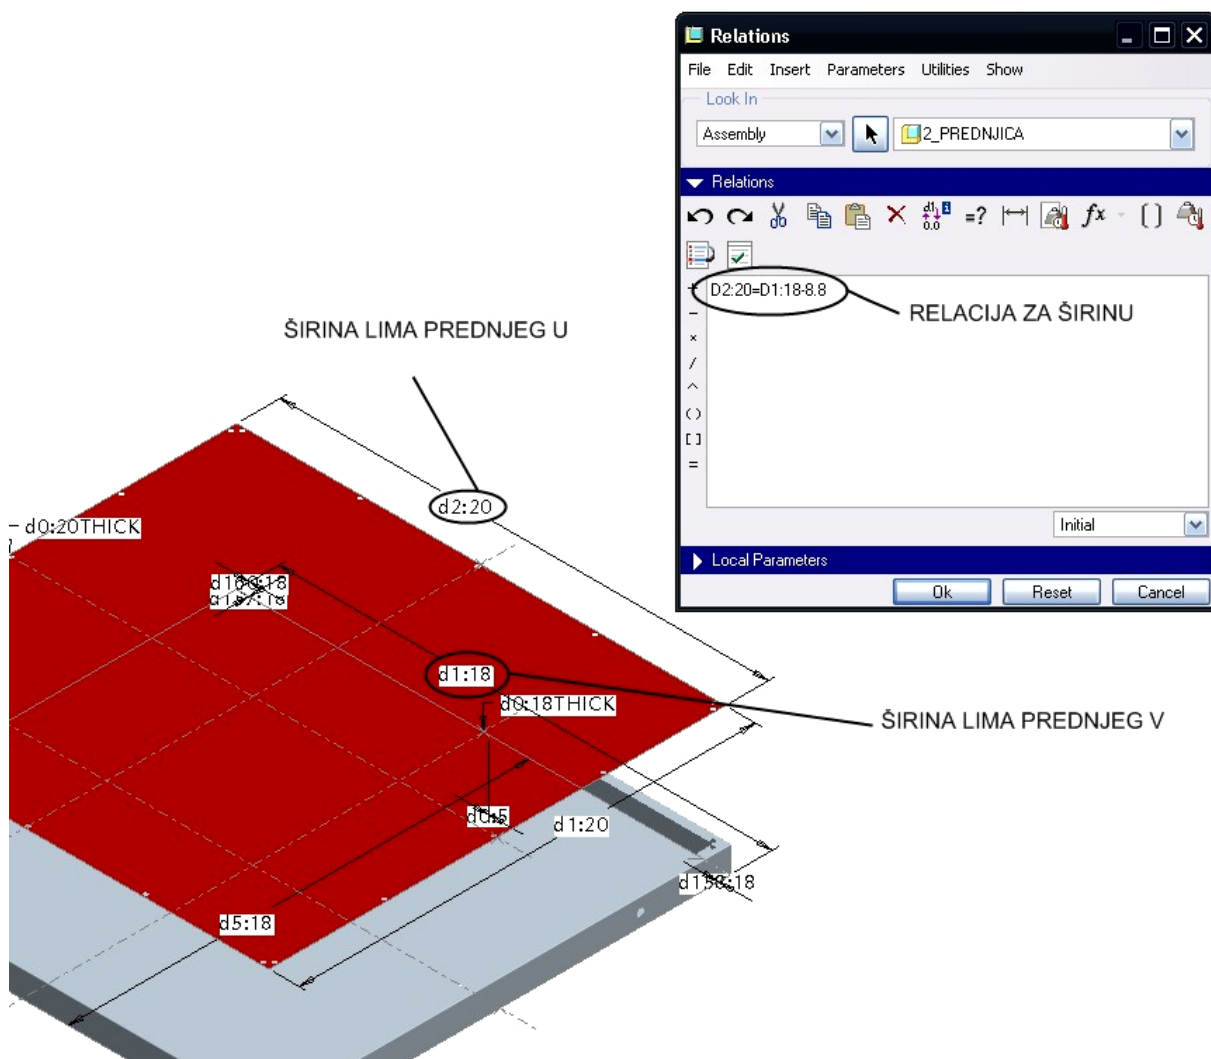 Relations
File Edit Insert Parameters Utilities Show
Look In
Assembly
2_PREDNJICA
Relations
D2:20=D1:18-8.8
RELACIJA ZA ŠIRINU
Initial
Local Parameters
Ok Reset Cancel
ŠIRINA LIMA PREDNJEG U
d2:20
d0:20THICK
d1:18
d0:18THICK
ŠIRINA LIMA PREDNJEG V
d0:5
d1:20
d5:18